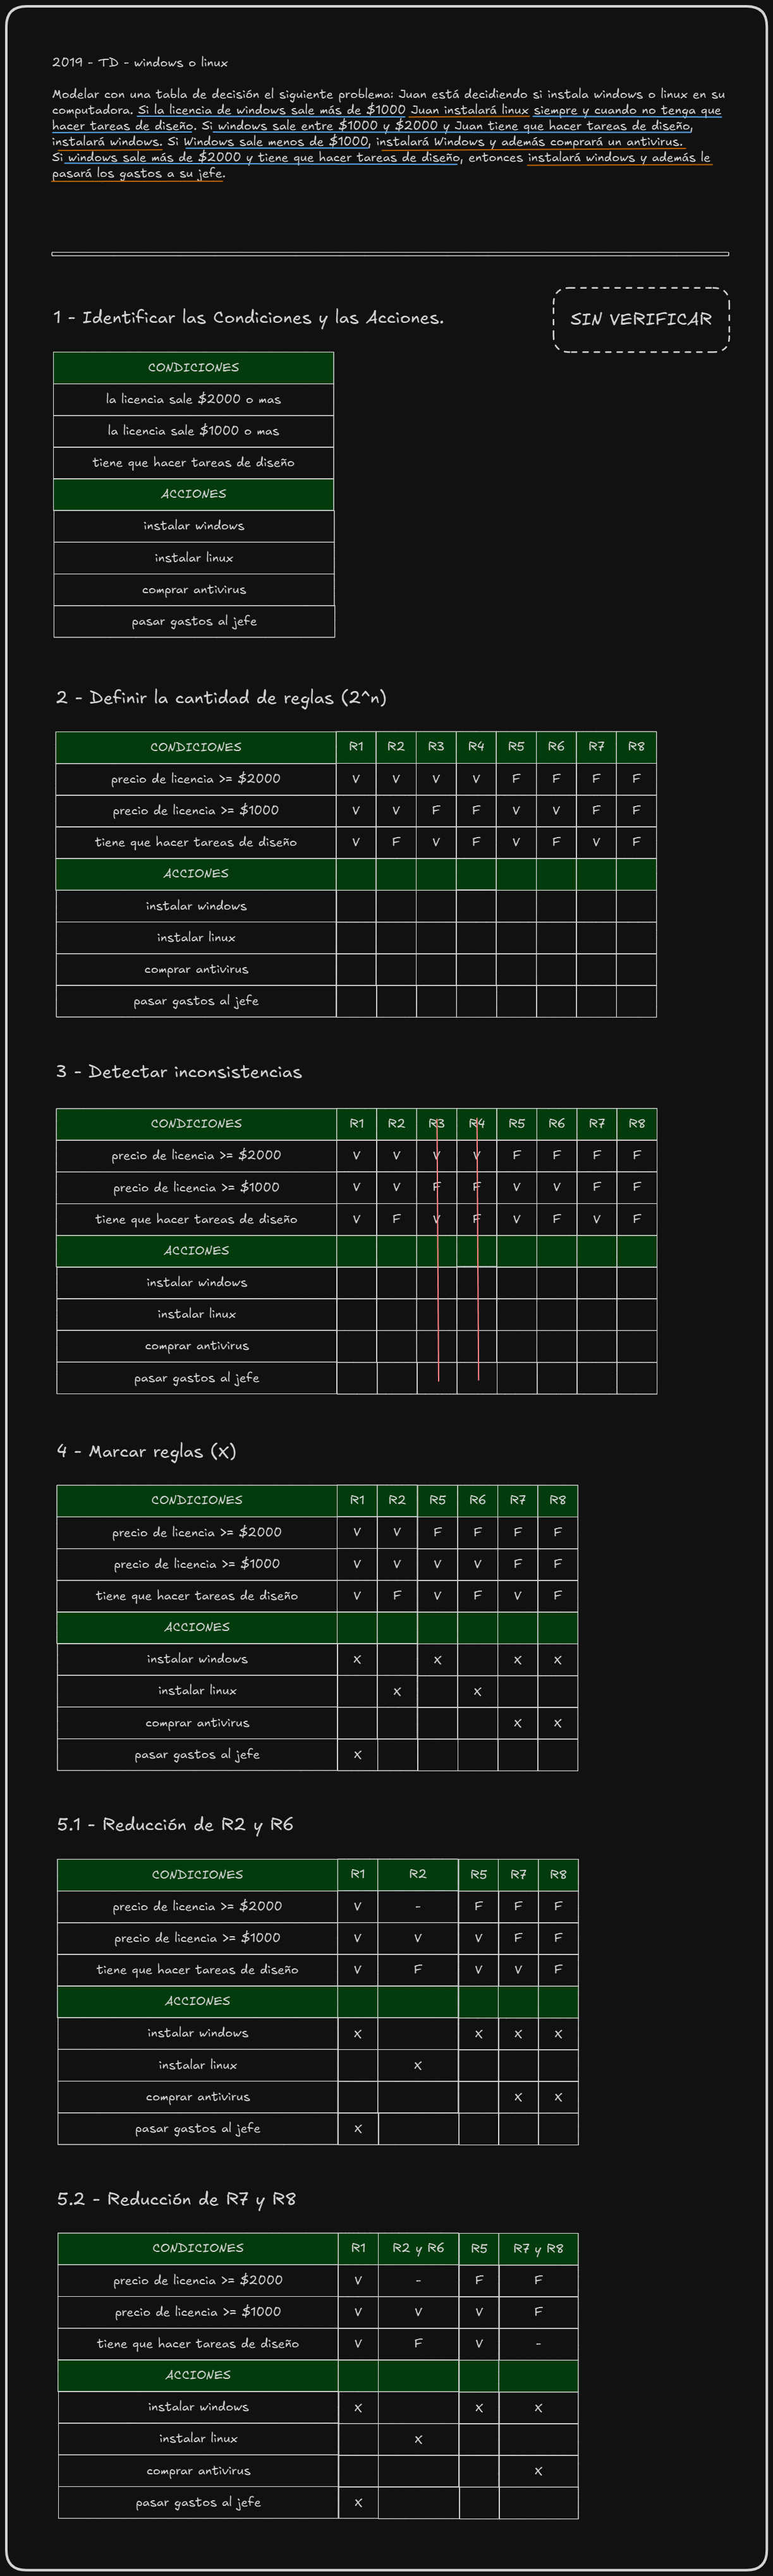 2019 - TD - windows o linux
Modelar con una tabla de decisión el siguiente problema: Juan está decidiendo si instala windows o linux en su
computadora. Si la licencia de windows sale más de $1000 Juan instalará linux siempre y cuando no tenga que
hacer tareas de diseño. Si windows sale entre $1000 y $2000 y Juan tiene que hacer tareas de diseño,
instalará windows. Si Windows sale menos de $1000, instalará Windows y además comprará un antivirus.
Si windows sale más de $2000 y tiene que hacer tareas de diseño, entonces instalará windows y además le
pasará los gastos a su jefe.
1 - Identificar las Condiciones y las Acciones.
SIN VERIFICAR
CONDICIONES
la licencia sale $2000 o mas
la licencia sale $1000 o mas
tiene que hacer tareas de diseño
ACCIONES
instalar windows
instalar linux
comprar antivirus
pasar gastos al jefe
2 - Definir la cantidad de reglas (2^n)
CONDICIONES R1 R2 R3 R4 R5 R6 R7 R8
precio de licencia >= $2000 V V V V F F F F
precio de licencia >= $1000 V V F F V V F F
tiene que hacer tareas de diseño V F V F V F V F
ACCIONES
instalar windows
instalar linux
comprar antivirus
pasar gastos al jefe
3 - Detectar inconsistencias
CONDICIONES R1 R2 R3 R4 R5 R6 R7 R8
precio de licencia >= $2000 V V V V F F F F
precio de licencia >= $1000 V V F F V V F F
tiene que hacer tareas de diseño V F V F V F V F
ACCIONES
instalar windows
instalar linux
comprar antivirus
pasar gastos al jefe
4 - Marcar reglas (X)
CONDICIONES R1 R2 R5 R6 R7 R8
precio de licencia >= $2000 V V F F F F
precio de licencia >= $1000 V V V V F F
tiene que hacer tareas de diseño V F V F V F
ACCIONES
instalar windows X X X X
instalar linux X X
comprar antivirus X X
pasar gastos al jefe X
5.1 - Reducción de R2 y R6
CONDICIONES R1 R2 R5 R7 R8
precio de licencia >= $2000 V - F F F
precio de licencia >= $1000 V V V F F
tiene que hacer tareas de diseño V F V V F
ACCIONES
instalar windows X X X X
instalar linux X
comprar antivirus X X
pasar gastos al jefe X
5.2 - Reducción de R7 y R8
CONDICIONES R1 R2 y R6 R5 R7 y R8
precio de licencia >= $2000 V - F F
precio de licencia >= $1000 V V V F
tiene que hacer tareas de diseño V F V -
ACCIONES
instalar windows X X X
instalar linux X
comprar antivirus X
pasar gastos al jefe X